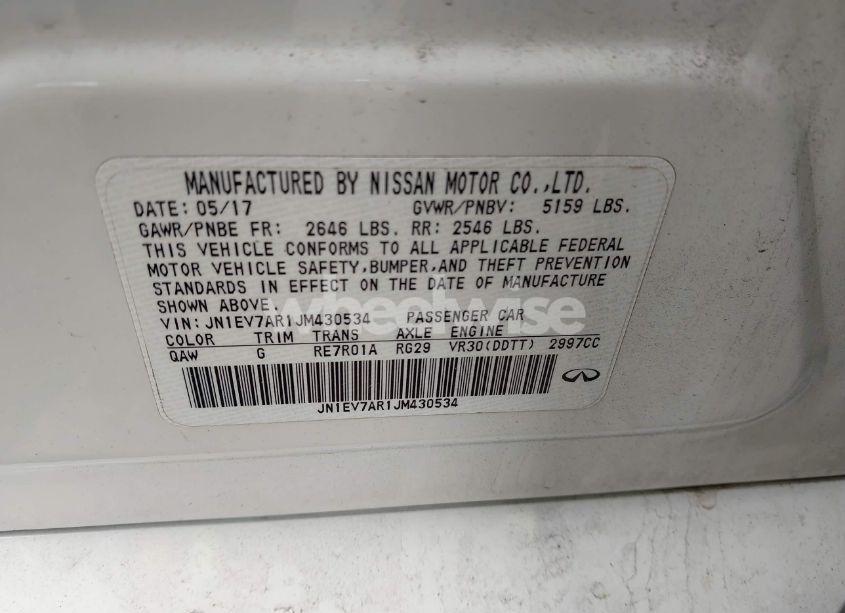 MANUFACTURED BY NISSAN MOTOR CO.,LTD.
DATE: 05/17 GVWR/PNBV: 5159 LBS.
GAWR/PNBE FR: 2646 LBS. RR: 2546 LBS.
THIS VEHICLE CONFORMS TO ALL APPLICABLE FEDERAL
MOTOR VEHICLE SAFETY,BUMPER,AND THEFT PREVENTION
STANDARDS IN EFFECT ON THE DATE OF MANUFACTURE
SHOWN ABOVE.
wheelwise
VIN: JN1EV7AR1JM430534 PASSENGER CAR
COLOR TRIM TRANS AXLE ENGINE
QAW G RE7R01A RG29 VR30(DDTT) 2997CC
JN1EV7AR1JM430534